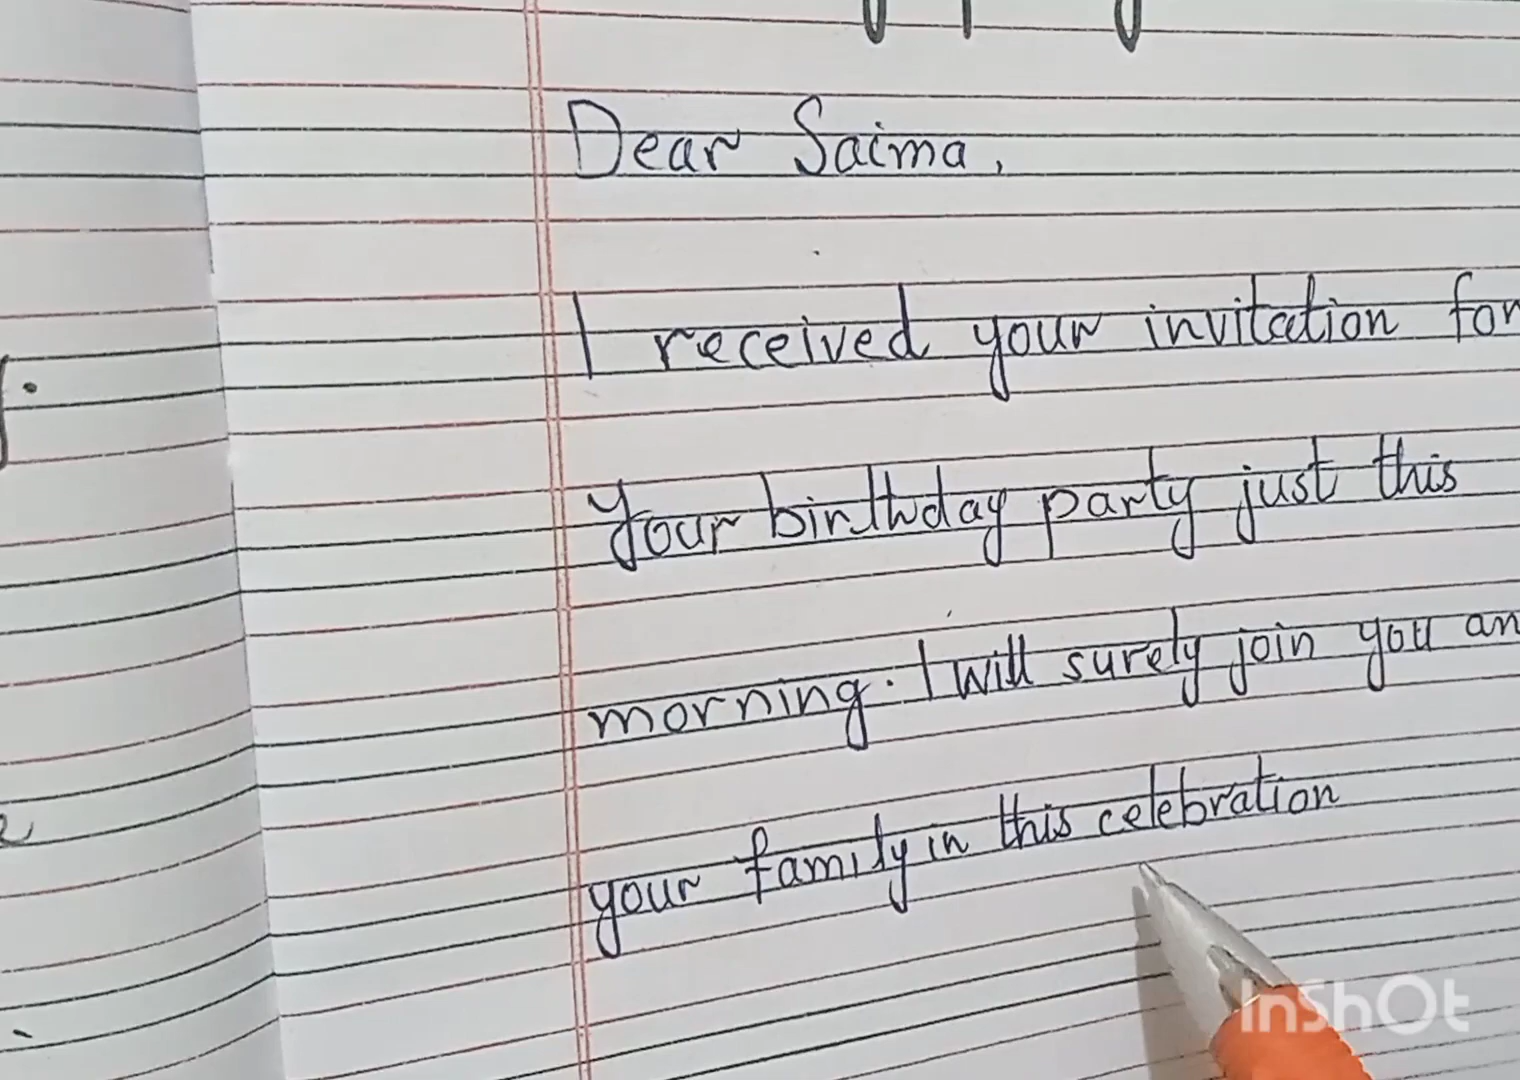 Dear Saima,
I received your invitation for
Your birthday party just this
morning. I will surely join you an
your family in this celebration
InShOt